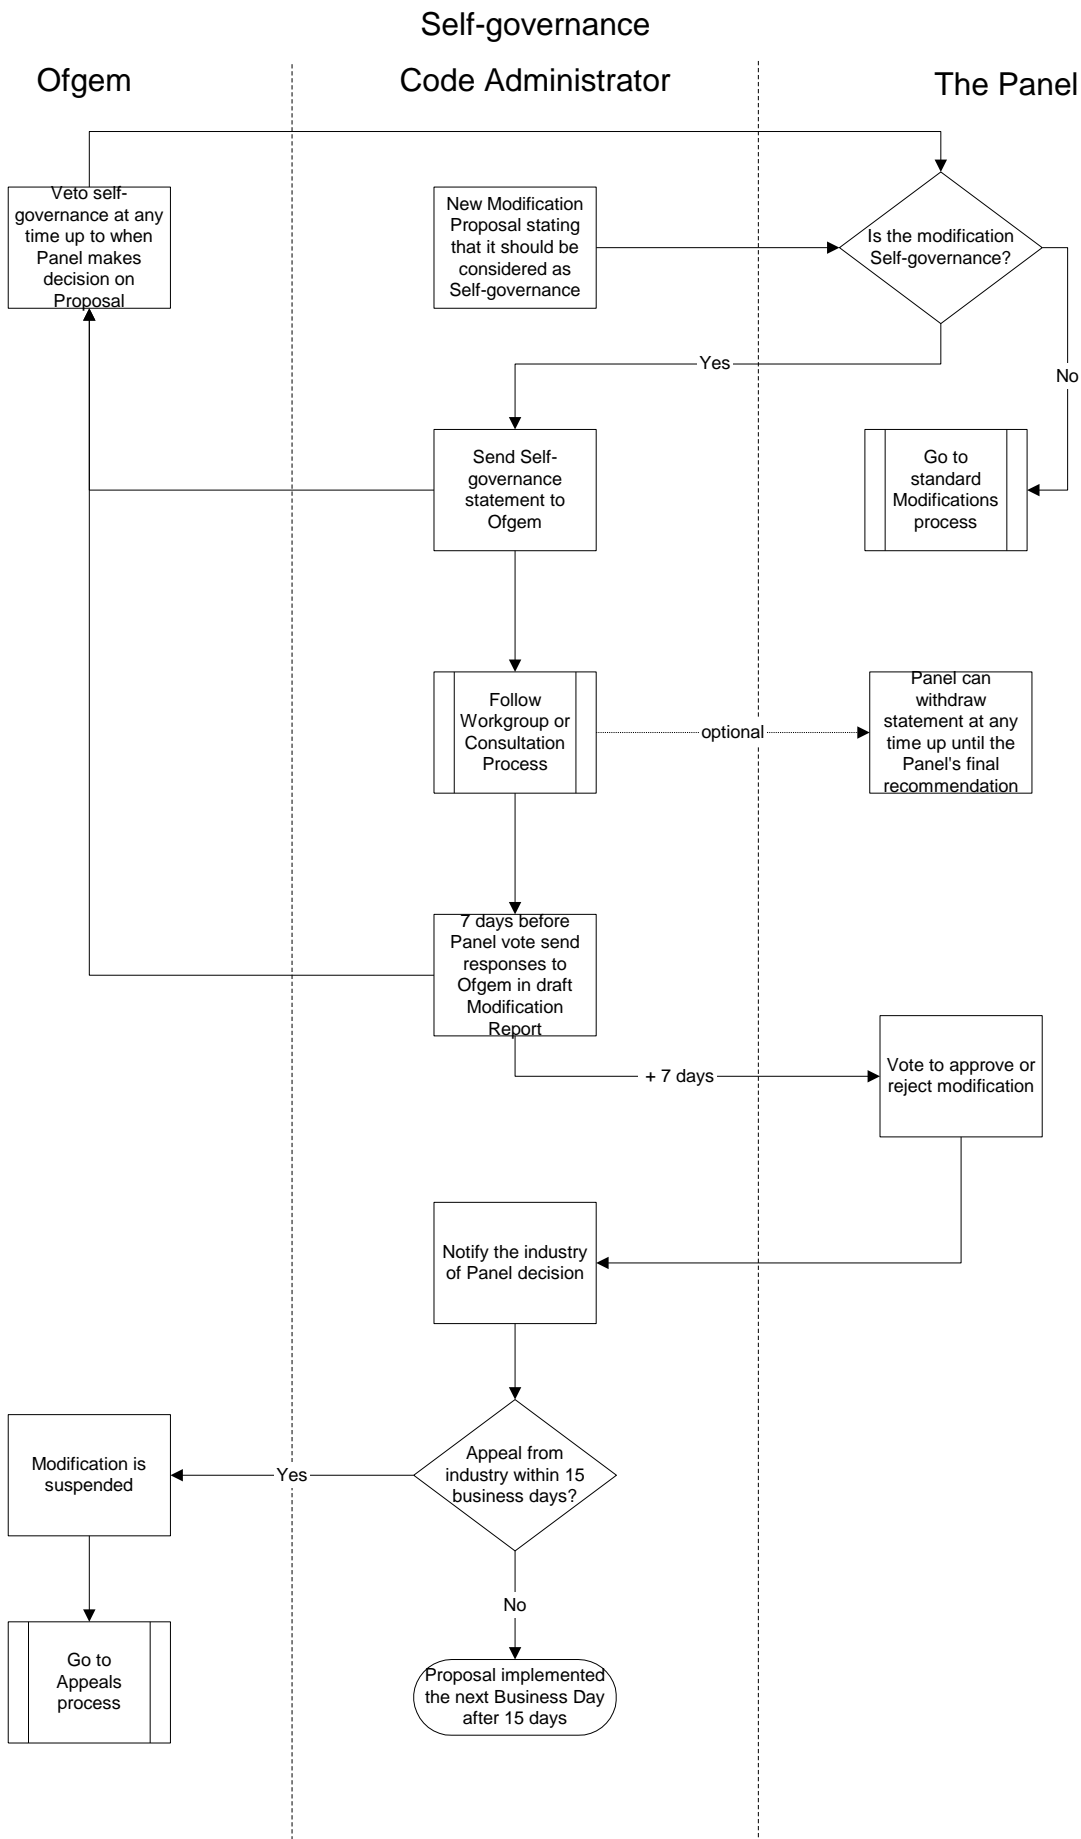 Self-governance
Ofgem
Code Administrator
The Panel
Veto self-
governance at any
time up to when
Panel makes
decision on
Proposal
New Modification
Proposal stating
that it should be
considered as
Self-governance
Is the modification
Self-governance?
Yes
No
Send Self-
governance
statement to
Ofgem
Go to
standard
Modifications
process
Follow
Workgroup or
Consultation
Process
optional
Panel can
withdraw
statement at any
time up until the
Panel's final
recommendation
7 days before
Panel vote send
responses to
Ofgem in draft
Modification
Report
+ 7 days
Vote to approve or
reject modification
Notify the industry
of Panel decision
Modification is
suspended
Yes
Appeal from
industry within 15
business days?
No
Go to
Appeals
process
Proposal implemented
the next Business Day
after 15 days